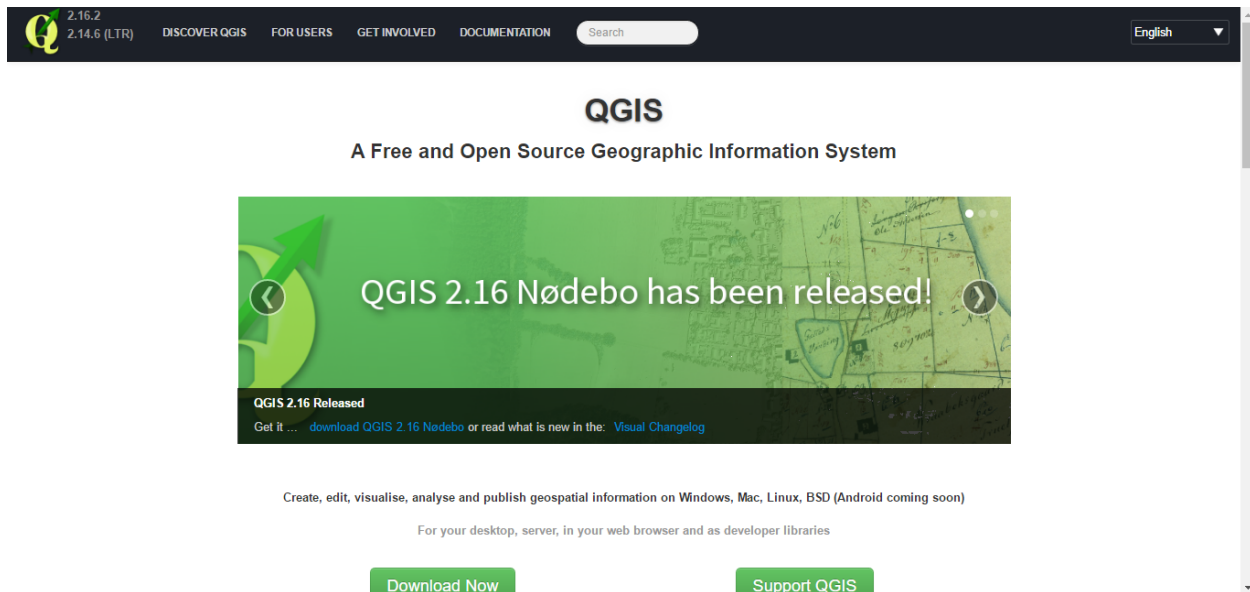 2.16.2
2.14.6 (LTR)
DISCOVER QGIS
FOR USERS
GET INVOLVED
DOCUMENTATION
Search
English
QGIS
A Free and Open Source Geographic Information System
QGIS 2.16 Nødebo has been released!
QGIS 2.16 Released
Get it ... download QGIS 2.16 Nødebo or read what is new in the: Visual Changelog
Create, edit, visualise, analyse and publish geospatial information on Windows, Mac, Linux, BSD (Android coming soon)
For your desktop, server, in your web browser and as developer libraries
Download Now
Support QGIS